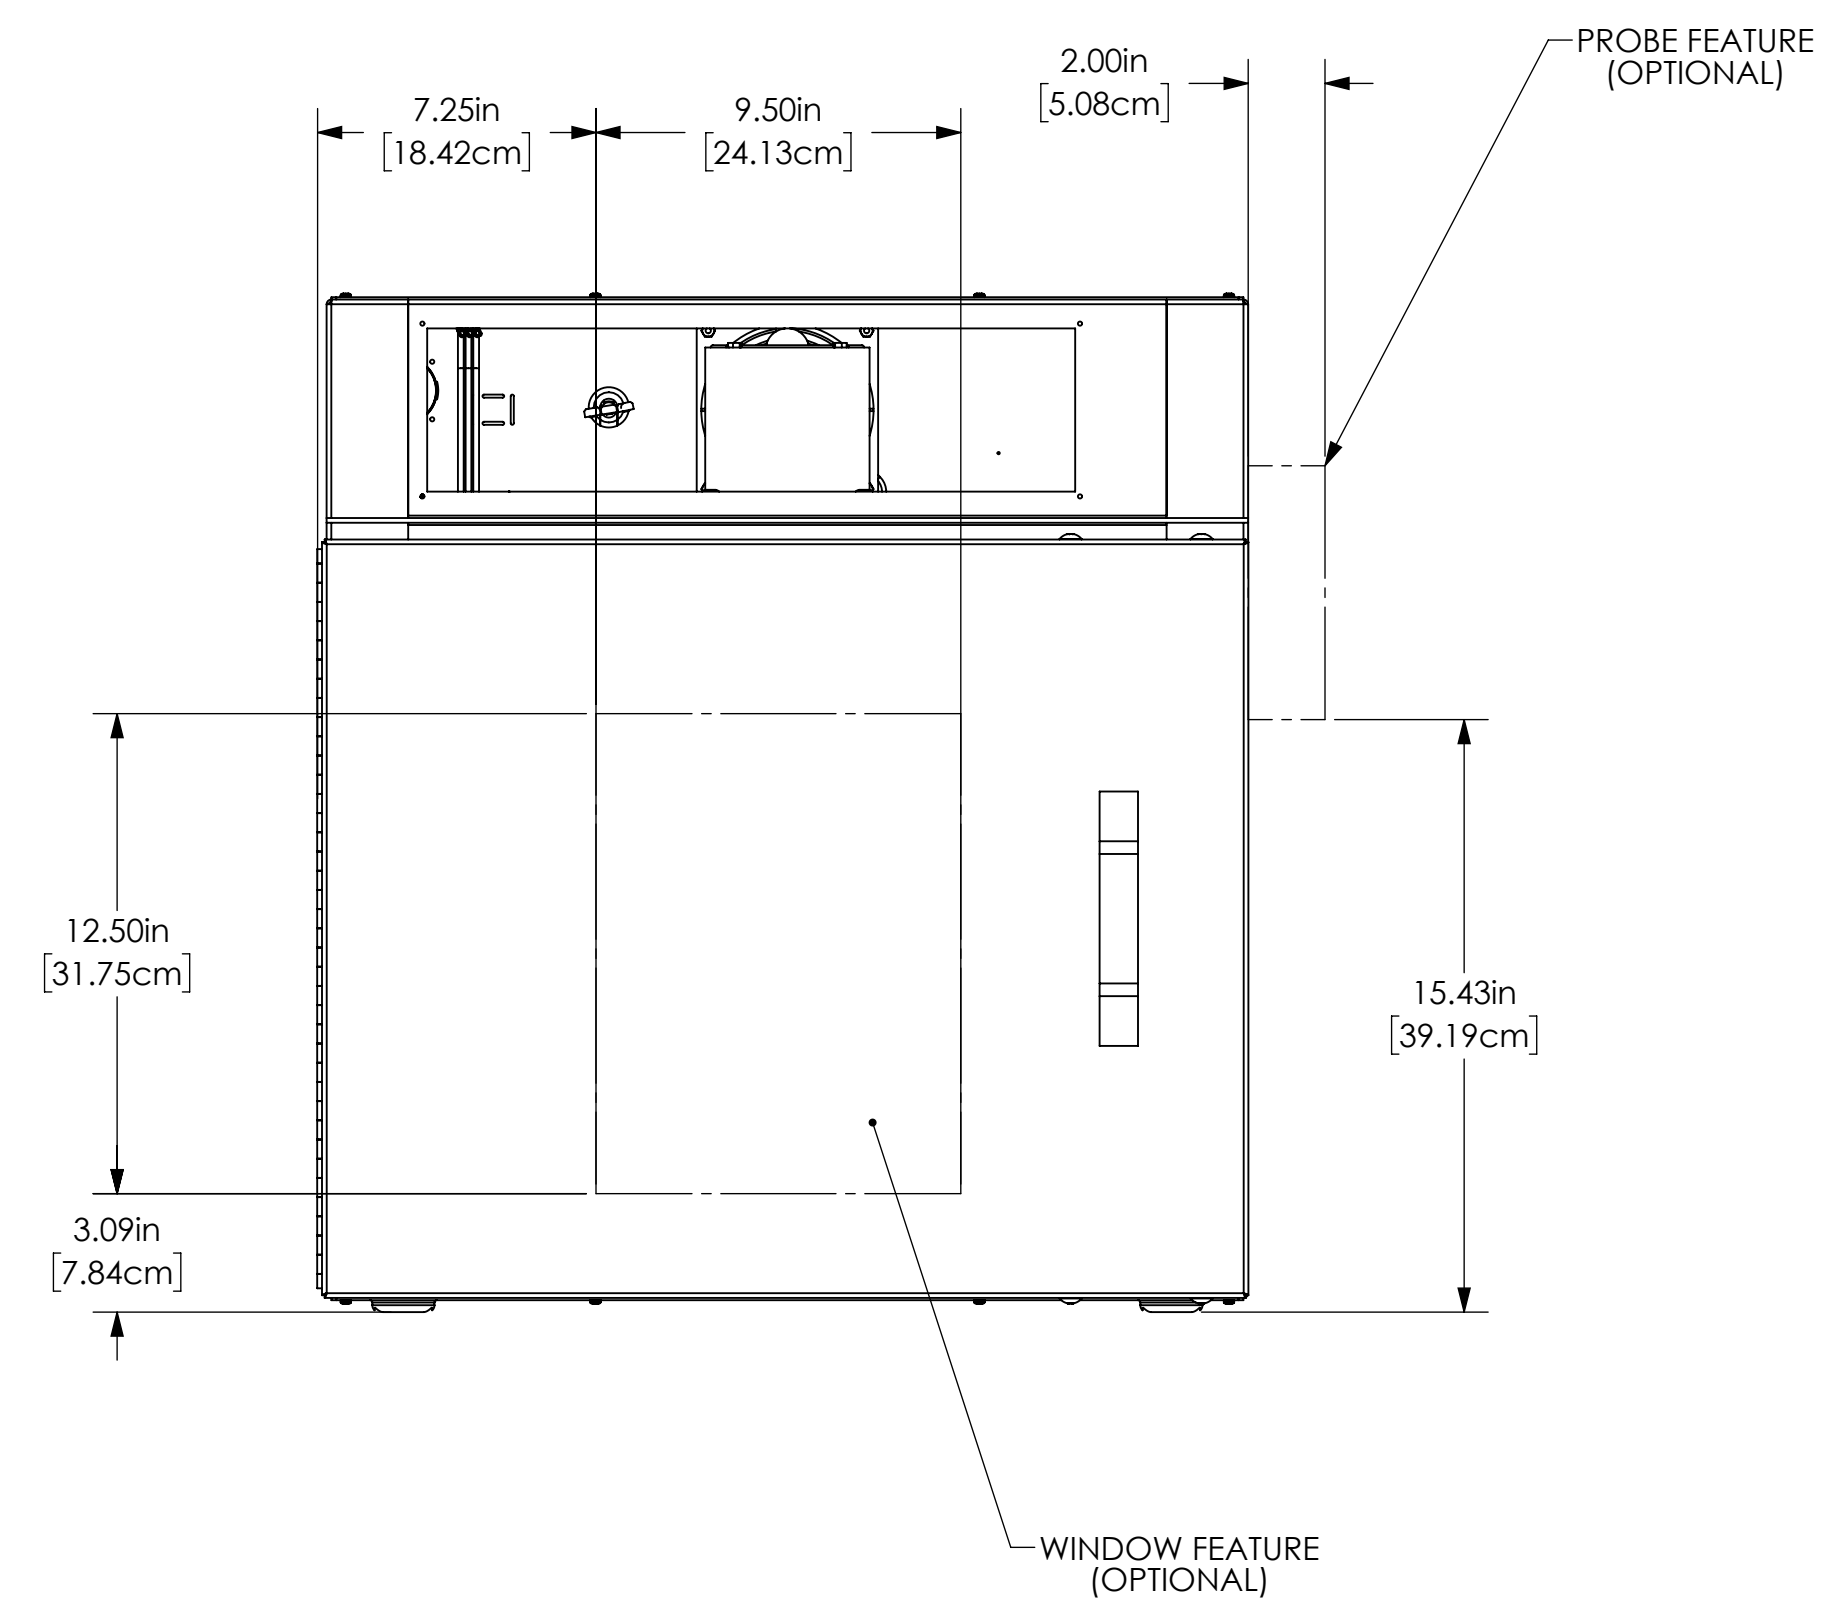 PROBE FEATURE
(OPTIONAL)
2.00in
[5.08cm]
7.25in
[18.42cm]
9.50in
[24.13cm]
12.50in
[31.75cm]
15.43in
[39.19cm]
3.09in
[7.84cm]
WINDOW FEATURE
(OPTIONAL)